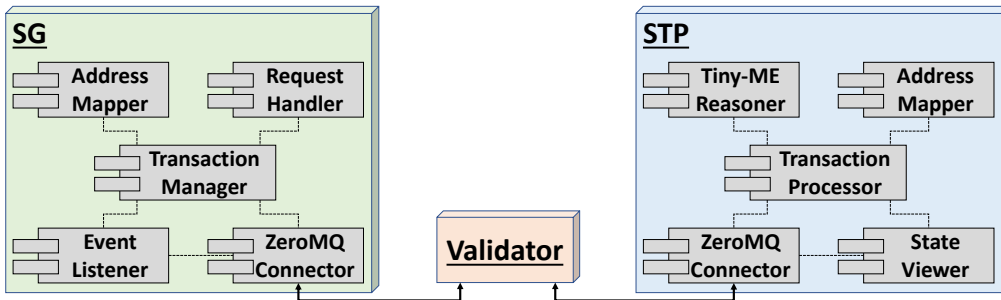 SG
Address
Mapper
Request
Handler
Transaction
Manager
Event
Listener
ZeroMQ
Connector
Validator
STP
Tiny-ME
Reasoner
Address
Mapper
Transaction
Processor
ZeroMQ
Connector
State
Viewer